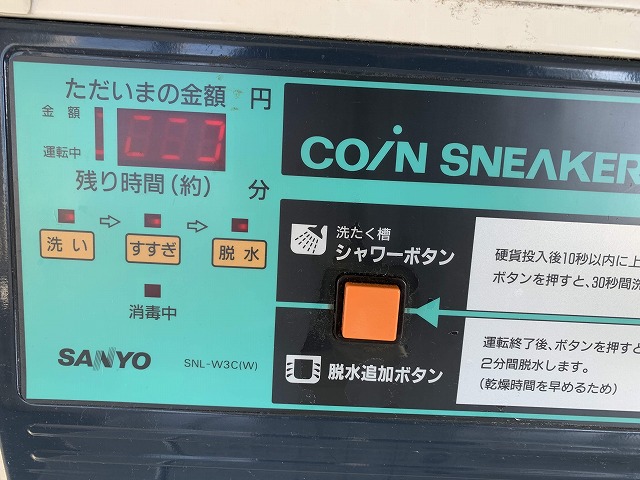 ただいまの金額 円
金額
運転中
残り時間(約) 分
洗い ⇨ すすぎ ⇨ 脱水
消毒中
SANYO SNL-W3C(W)
COIN SNEAKER
洗たく槽
シャワーボタン
硬貨投入後10秒以内に上
ボタンを押すと、30秒間洗
脱水追加ボタン
運転終了後、ボタンを押すと
2分間脱水します。
(乾燥時間を早めるため)